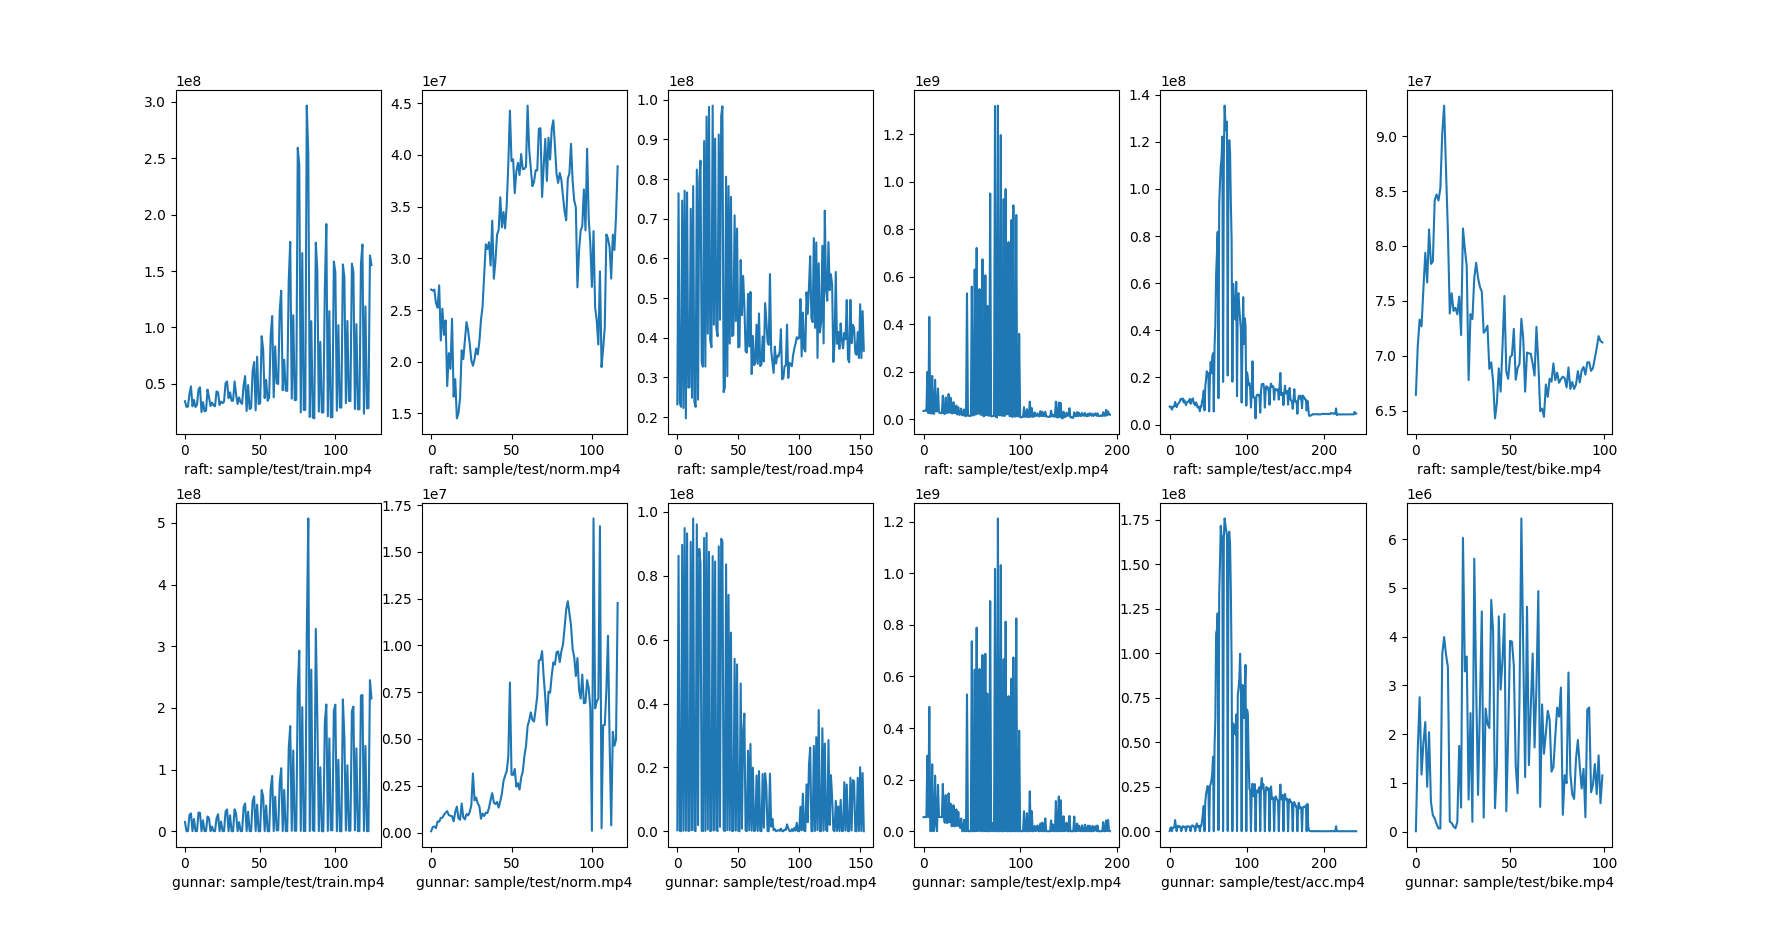 1e8
3.0
2.5
2.0
1.5
1.0
0.5
0 50 100
raft: sample/test/train.mp4
1e7
4.5
4.0
3.5
3.0
2.5
2.0
1.5
0 50 100
raft: sample/test/norm.mp4
1e8
1.0
0.9
0.8
0.7
0.6
0.5
0.4
0.3
0.2
0 50 100 150
raft: sample/test/road.mp4
1e9
1.2
1.0
0.8
0.6
0.4
0.2
0.0
0 100 200
raft: sample/test/exlp.mp4
1e8
1.4
1.2
1.0
0.8
0.6
0.4
0.2
0.0
0 100 200
raft: sample/test/acc.mp4
1e7
9.0
8.5
8.0
7.5
7.0
6.5
0 50 100
raft: sample/test/bike.mp4
1e8
5
4
3
2
1
0
0 50 100
gunnar: sample/test/train.mp4
1e7
1.75
1.50
1.25
1.00
0.75
0.50
0.25
0.00
0 50 100
gunnar: sample/test/norm.mp4
1e8
1.0
0.8
0.6
0.4
0.2
0.0
0 50 100 150
gunnar: sample/test/road.mp4
1e9
1.2
1.0
0.8
0.6
0.4
0.2
0.0
0 100 200
gunnar: sample/test/exlp.mp4
1e8
1.75
1.50
1.25
1.00
0.75
0.50
0.25
0.00
0 100 200
gunnar: sample/test/acc.mp4
1e6
6
5
4
3
2
1
0
0 50 100
gunnar: sample/test/bike.mp4